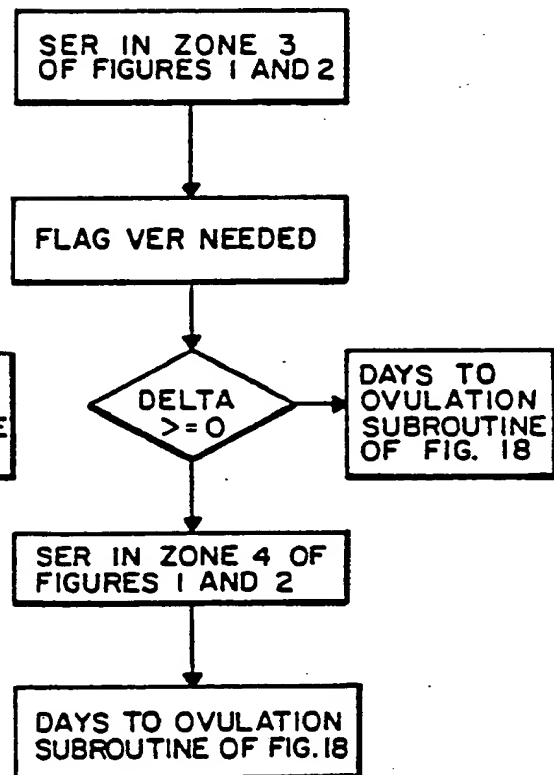 SER IN ZONE 3
OF FIGURES 1 AND 2
FLAG VER NEEDED
DELTA
>=0
DAYS TO
OVULATION
SUBROUTINE
OF FIG. 18
E
SER IN ZONE 4 OF
FIGURES 1 AND 2
DAYS TO OVULATION
SUBROUTINE OF FIG.18